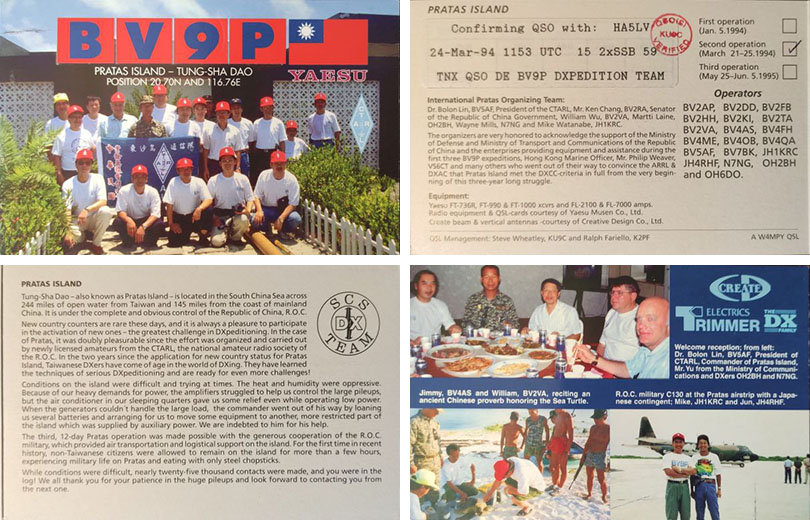 BV9P
PRATAS ISLAND – TUNG-SHA DAO
POSITION 20.70N AND 116.76E
YAESU
PRATAS ISLAND
Confirming QSO with: HA5LV
24-Mar-94 1153 UTC 15 2xSSB 59
TNX QSO DE BV9P DXPEDITION TEAM
QSO(s)
KU9C
VERIFIED
First operation
(Jan. 5.1994)
Second operation
(March 21-25.1994)
Third operation
(May 25-Jun. 5.1995)
Operators
BV2AP, BV2DD, BV2FB
BV2HH, BV2KI, BV2TA
BV2VA, BV4AS, BV4FH
BV4ME, BV4OB, BV4QA
BV5AF, BV7BK, JH1KRC
JH4RHF, N7NG, OH2BH
and OH6DO.
International Pratas Organizing Team:
Dr. Bolon Lin, BV5AF, President of the CTARL, Mr. Ken Chang, BV2RA, Senator
of the Republic of China Government, William Wu, BV2VA, Martti Laine,
OH2BH, Wayne Mills, N7NG and Mike Watanabe, JH1KRC.
The organizers are very honored to acknowledge the support of the Ministry
of Defense and Ministry of Transport and Communications of the Republic of
China and the enterprises providing equipment and assistance during the
first three BV9P expeditions, Hong Kong Marine Officer, Mr. Philip Weaver,
VS6CT and many others who went out of their way to convince the ARRL &
DXAC that Pratas Island met the DXCC-criteria in full from the very begin-
ning of this three-year long struggle.
Equipment:
Yaesu FT-736R, FT-990 & FT-1000 xcvrs and FL-2100 & FL-7000 amps.
Radio equipment & QSL-cards courtesy of Yaesu Musen Co., Ltd.
Create beam & vertical antennas -courtesy of Creative Design Co., Ltd.
QSL Management: Steve Wheatley, KU9C and Ralph Fariello, K2PF
A W4MPY QSL
PRATAS ISLAND
Tung-Sha Dao – also known as Pratas Island – is located in the South China Sea across
244 miles of open water from Taiwan and 145 miles from the coast of mainland
China. It is under the complete and obvious control of the Republic of China, R.O.C.
New country counters are rare these days, and it is always a pleasure to participate
in the activation of new ones – the greatest challenge in DXpeditioning. In the case
of Pratas, it was doubly pleasurable since the effort was organized and carried out
by newly licensed amateurs from the CTARL, the national amateur radio society of
the R.O.C. In the two years since the application for new country status for Pratas
Island, Taiwanese DXers have come of age in the world of DXing. They have learned
the techniques of serious DXpeditioning and are ready for even more challenges!
Conditions on the island were difficult and trying at times. The heat and humidity were oppressive.
Because of our heavy demands for power, the amplifiers struggled to help us control the large pileups,
but the air conditioner in our sleeping quarters gave us some relief even while operating low power.
When the generators couldn't handle the large load, the commander went out of his way by loaning
us several batteries and arranging for us to move some equipment to another, more restricted part of
the island which was supplied by auxiliary power. We are indebted to him for his help.
The third, 12-day Pratas operation was made possible with the generous cooperation of the R.O.C.
military, which provided air transportation and logistical support on the island. For the first time in recent
history, non-Taiwanese citizens were allowed to remain on the island for more than a few hours,
experiencing military life on Pratas and eating with only steel chopsticks.
While conditions were difficult, nearly twenty-five thousand contacts were made, and you were in the
log! We all thank you for your patience in the huge pileups and look forward to contacting you from
the next one.
SCS
DX
TEAM
CREATE
ELECTRICS
TRIMMER
THE DX FAMILY
Welcome reception; from left:
Dr. Bolon Lin, BV5AF, President of
CTARL, Commander of Pratas Island,
Mr. Yu from the Ministry of Communi-
cations and DXers OH2BH and N7NG.
Jimmy, BV4AS and William, BV2VA, reciting an
ancient Chinese proverb honoring the Sea Turtle.
R.O.C. military C130 at the Pratas airstrip with a Japa-
nese contingent; Mike, JH1KRC and Jun, JH4RHF.